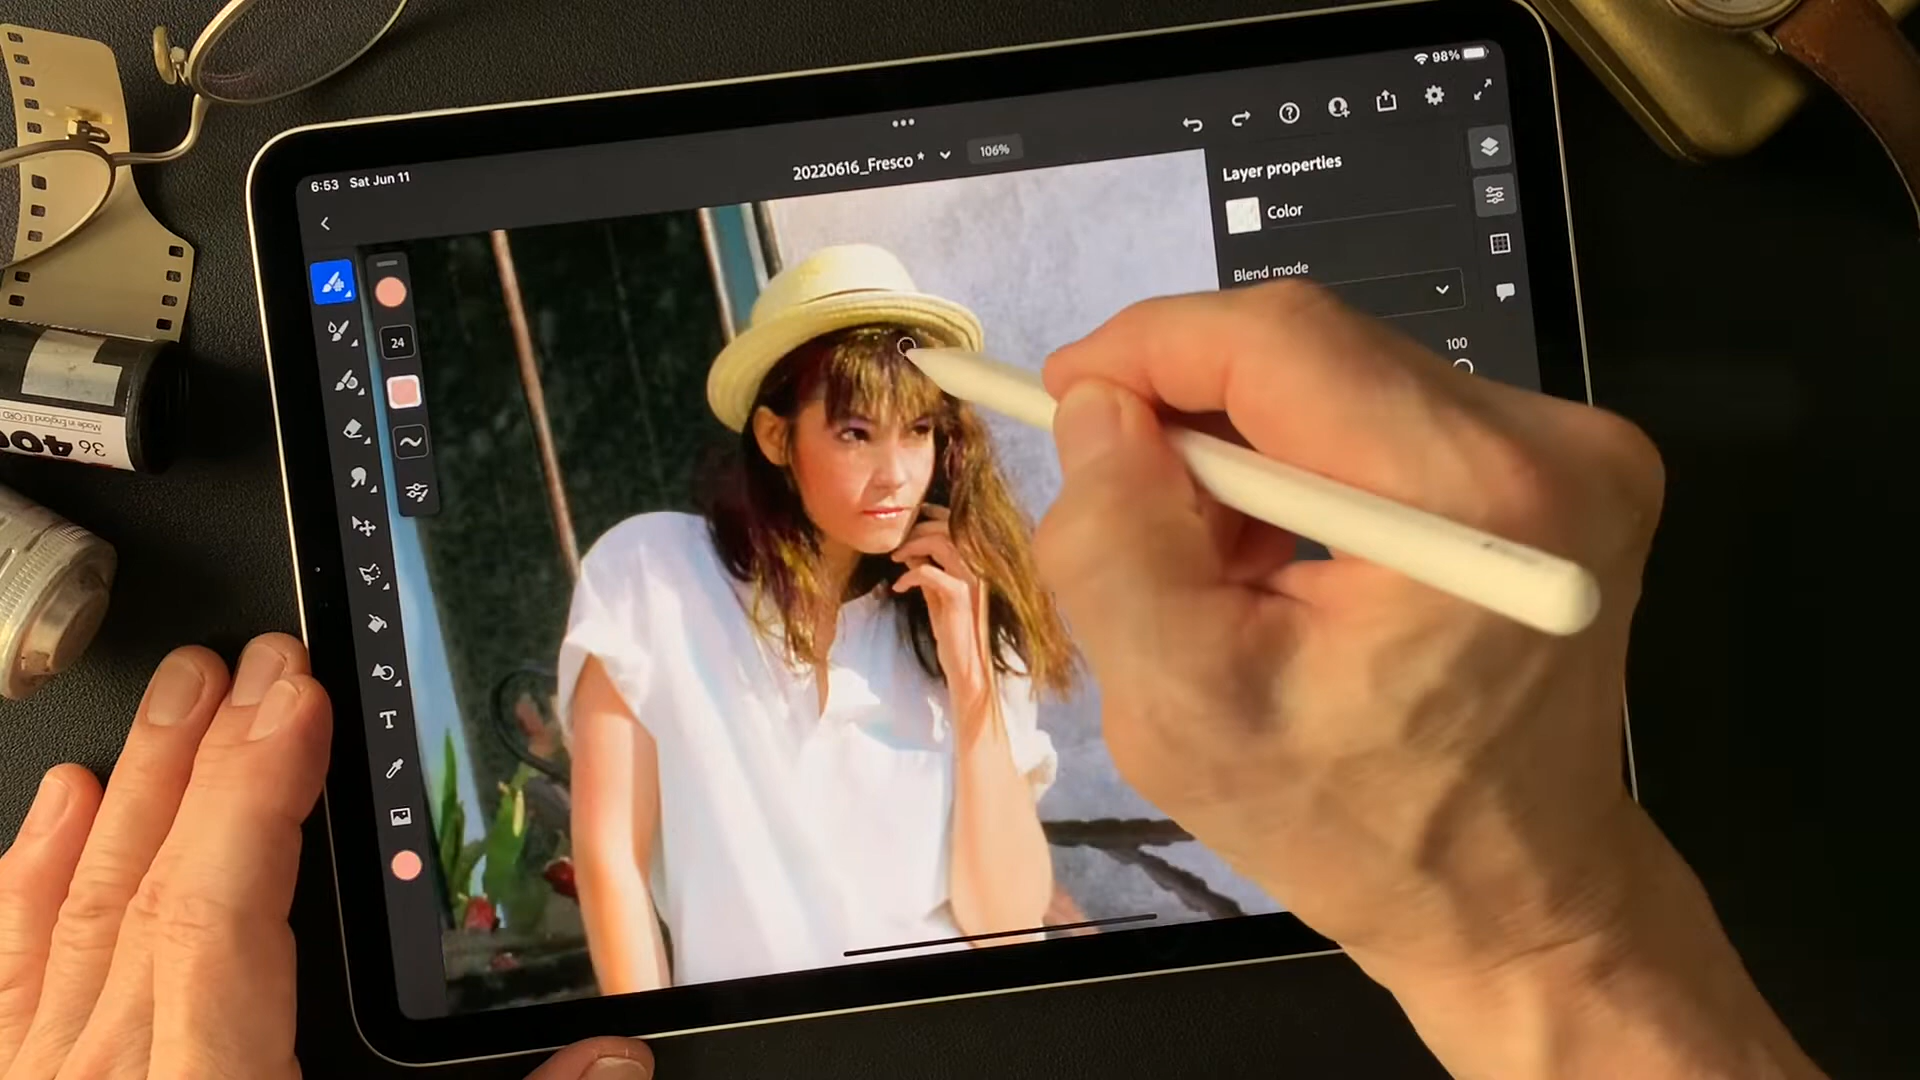 98%
6:53 Sat Jun 11
20220616_Fresco *
106%
Layer properties
Color
Blend mode
100
24
T
Made in England ILFORD
36
400